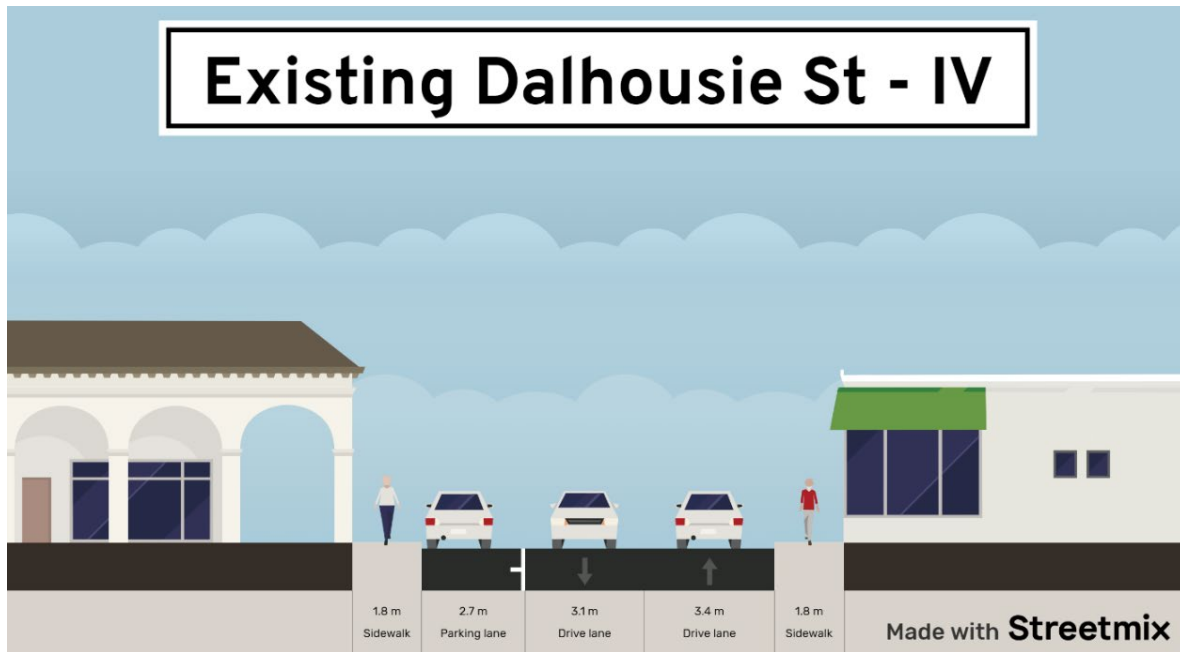 Existing Dalhousie St - IV
1.8 m
Sidewalk
2.7 m
Parking lane
3.1 m
Drive lane
3.4 m
Drive lane
1.8 m
Sidewalk
Made with Streetmix